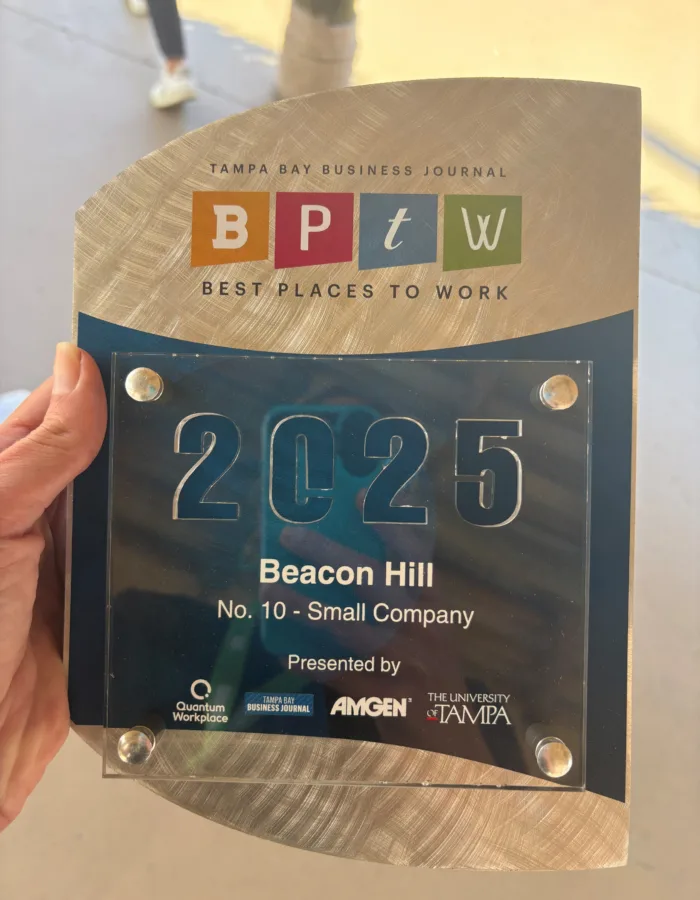 TAMPA BAY BUSINESS JOURNAL
B P t W
BEST PLACES TO WORK
2025
Beacon Hill
No. 10 - Small Company
Presented by
Quantum
Workplace
TAMPA BAY
BUSINESS JOURNAL
AMGEN®
THE UNIVERSITY
OF TAMPA